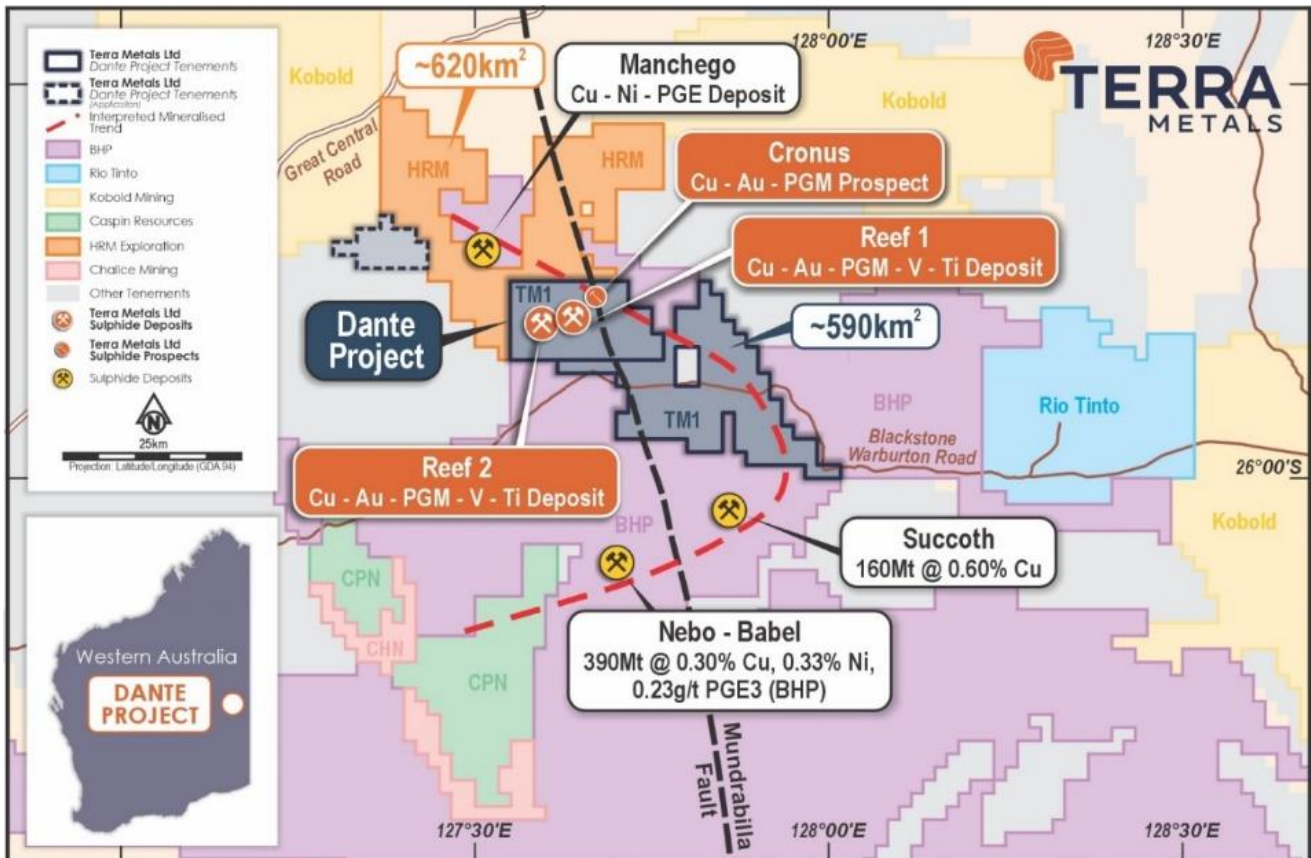 Terra Metals Ltd
Dante Project Tenements
Terra Metals Ltd
Dante Project Tenements
(Application)
Interpreted Mineralised
Trend
BHP
Rio Tinto
Kobold Mining
Caspin Resources
HRM Exploration
Chalice Mining
Other Tenements
Terra Metals Ltd
Sulphide Deposits
Terra Metals Ltd
Sulphide Prospects
Sulphide Deposits
N
25km
Projection: Latitude/Longitude (GDA 94)
128°00'E
128°30'E
TERRA
METALS
Kobold
~620km²
Manchego
Cu - Ni - PGE Deposit
Kobold
Great Central
Road
HRM
HRM
Cronus
Cu - Au - PGM Prospect
Reef 1
Cu - Au - PGM - V - Ti Deposit
TM1
Dante
Project
~590km²
TM1
BHP
Rio Tinto
Blackstone
Warburton Road
26°00'S
Reef 2
Cu - Au - PGM - V - Ti Deposit
BHP
Kobold
Succoth
160Mt @ 0.60% Cu
CPN
CHN
CPN
Nebo - Babel
390Mt @ 0.30% Cu, 0.33% Ni,
0.23g/t PGE3 (BHP)
Western Australia
DANTE
PROJECT
Mundrabilla
Fault
127°30'E
128°00'E
128°30'E